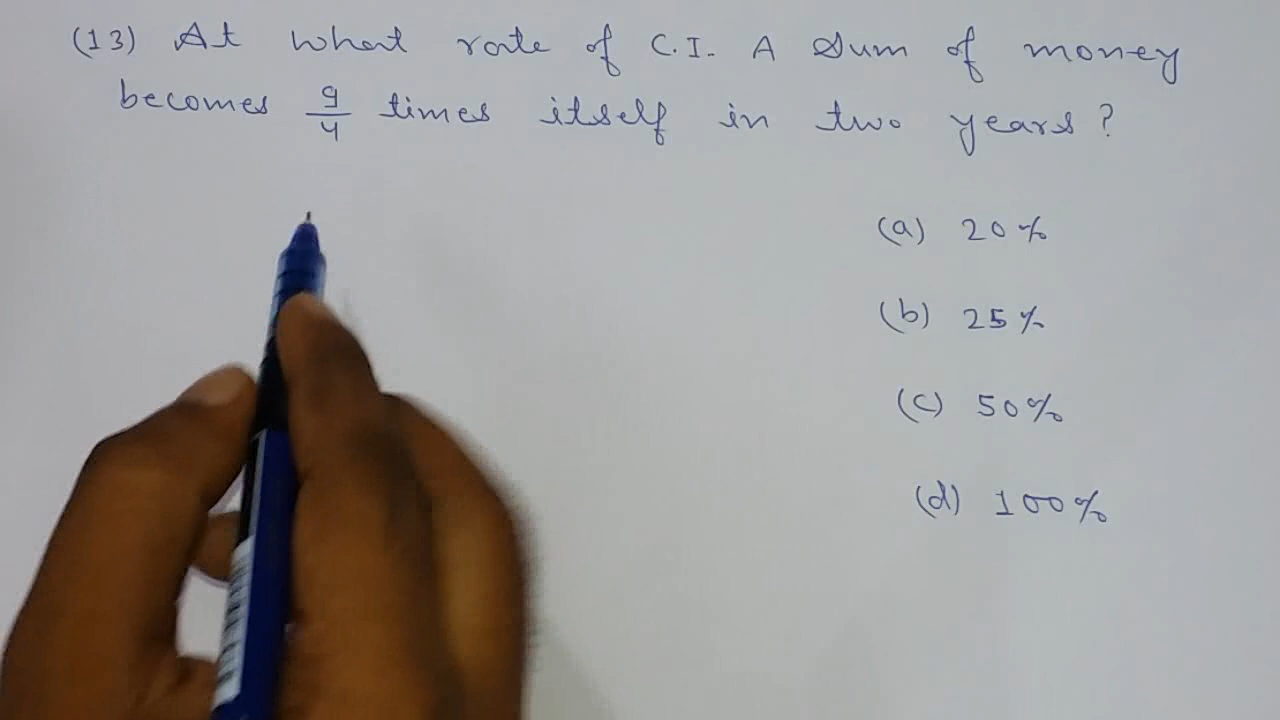 (13) At what rate of C.I. A Sum of money
becomes 9/4 times itself in two years?
(a) 20%
(b) 25%
(c) 50%
(d) 100%